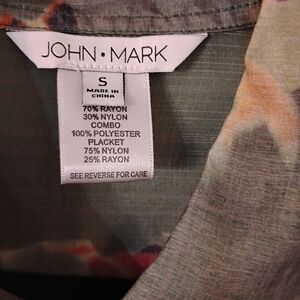 JOHN • MARK
S
MADE IN
CHINA
70% RAYON
30% NYLON
COMBO
100% POLYESTER
PLACKET
75% NYLON
25% RAYON
SEE REVERSE FOR CARE